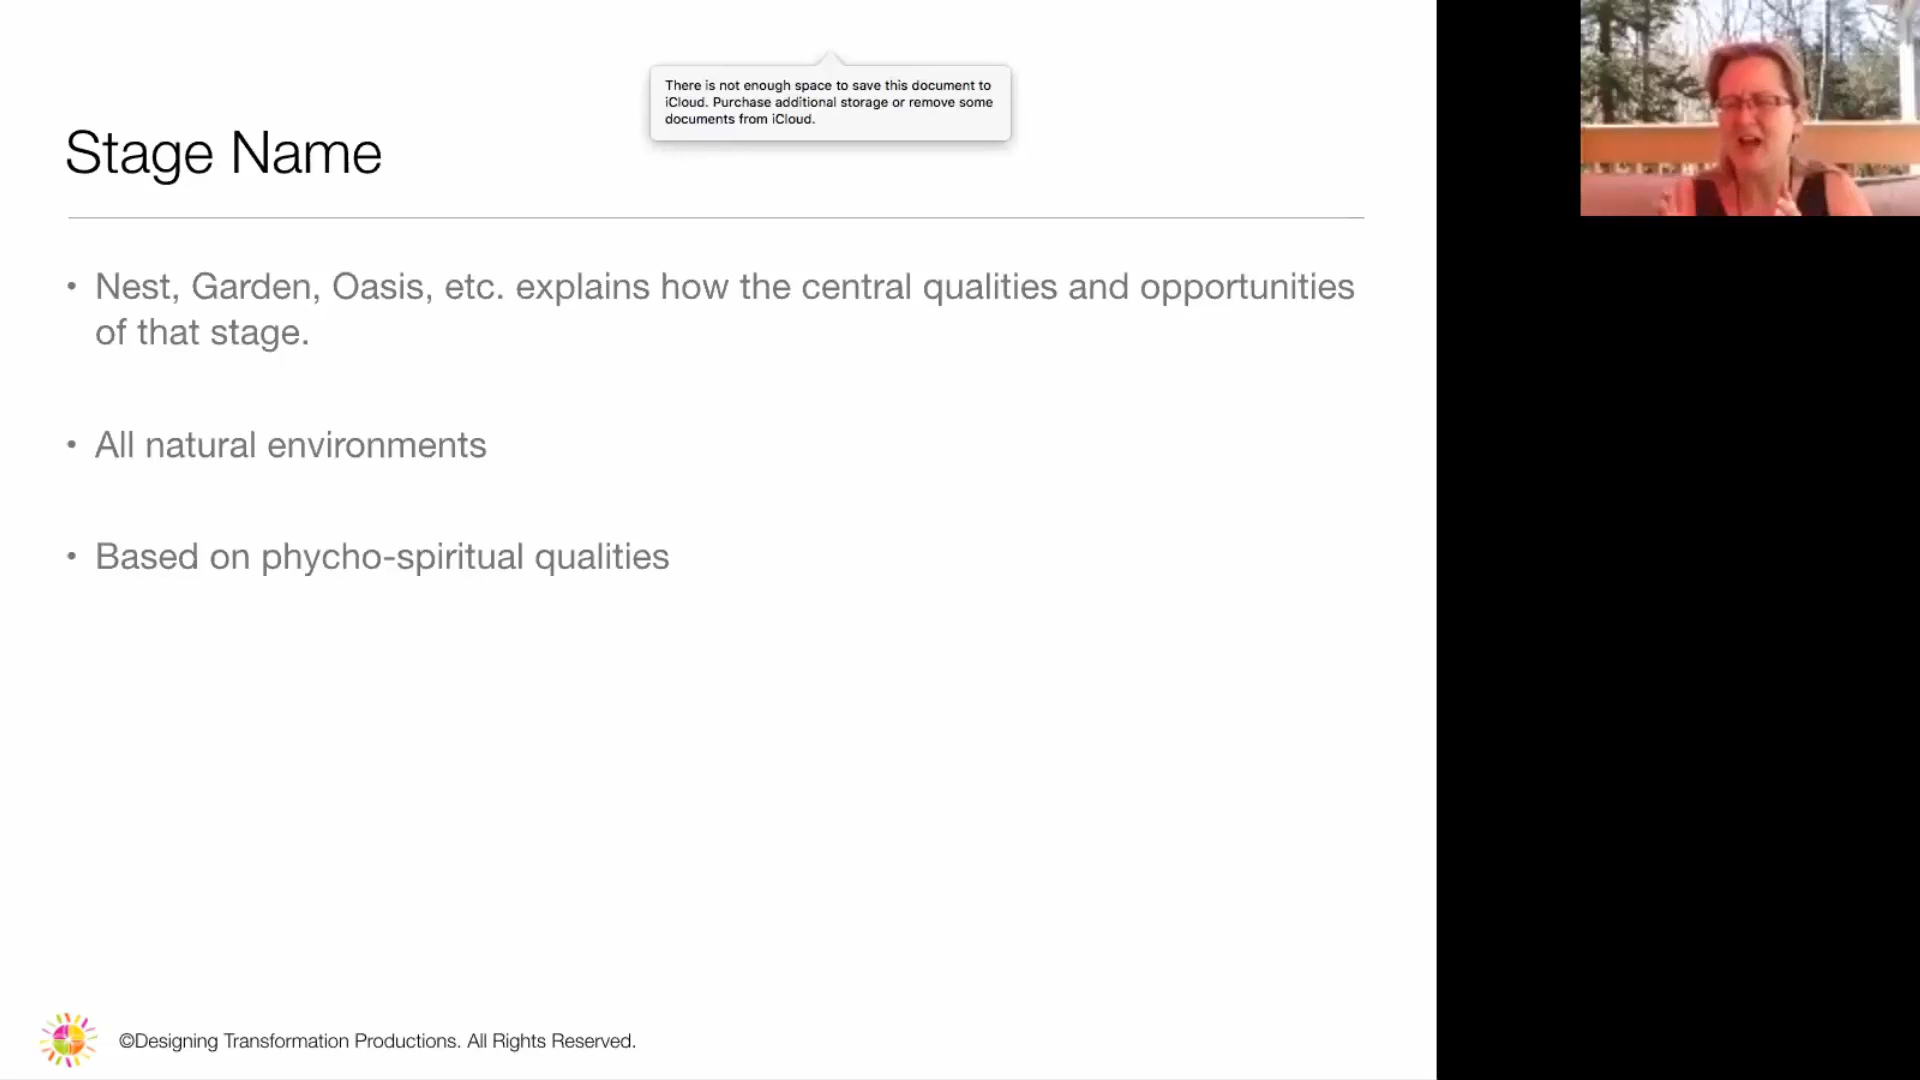 There is not enough space to save this document to
iCloud. Purchase additional storage or remove some
documents from iCloud.
Stage Name
• Nest, Garden, Oasis, etc. explains how the central qualities and opportunities
of that stage.
• All natural environments
• Based on phycho-spiritual qualities
©Designing Transformation Productions. All Rights Reserved.